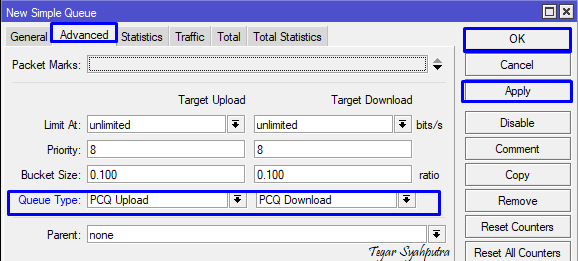 New Simple Queue
General Advanced Statistics Traffic Total Total Statistics
OK
Packet Marks:
Cancel
Target Upload Target Download
Apply
Limit At: unlimited unlimited bits/s
Disable
Priority: 8 8
Comment
Bucket Size: 0.100 0.100 ratio
Copy
Queue Type: PCQ Upload PCQ Download
Remove
Parent: none
Reset Counters
Tegar Syahputra
Reset All Counters